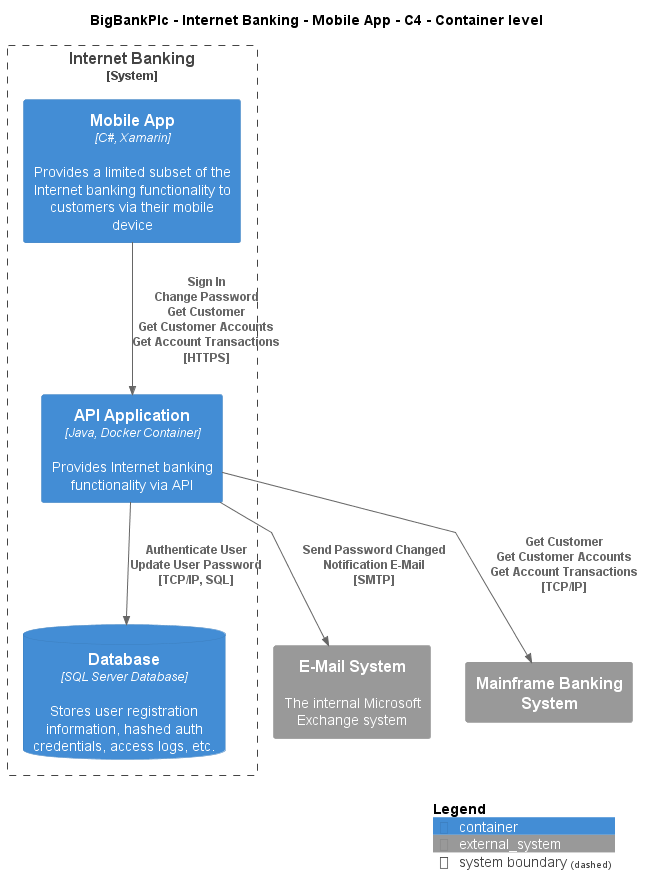 BigBankPlc - Internet Banking - Mobile App - C4 - Container level
Internet Banking
[System]
Mobile App
[C#, Xamarin]
Provides a limited subset of the
Internet banking functionality to
customers via their mobile
device
Sign In
Change Password
Get Customer
Get Customer Accounts
Get Account Transactions
[HTTPS]
API Application
[Java, Docker Container]
Provides Internet banking
functionality via API
Authenticate User
Update User Password
[TCP/IP, SQL]
Send Password Changed
Notification E-Mail
[SMTP]
Get Customer
Get Customer Accounts
Get Account Transactions
[TCP/IP]
Database
[SQL Server Database]
Stores user registration
information, hashed auth
credentials, access logs, etc.
E-Mail System
The internal Microsoft
Exchange system
Mainframe Banking
System
Legend
container
external_system
system boundary (dashed)